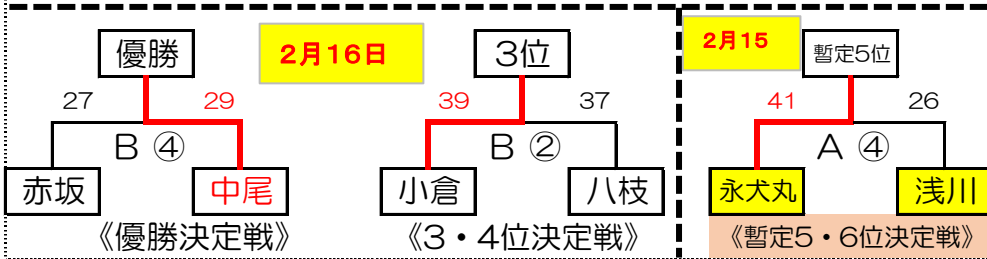 優勝 2月16日 3位 2月15 暫定5位
27 29 39 37 41 26
B ④ B ② A ④
赤坂 中尾 小倉 八枝 永犬丸 浅川
《優勝決定戦》 《3・4位決定戦》 《暫定5・6位決定戦》